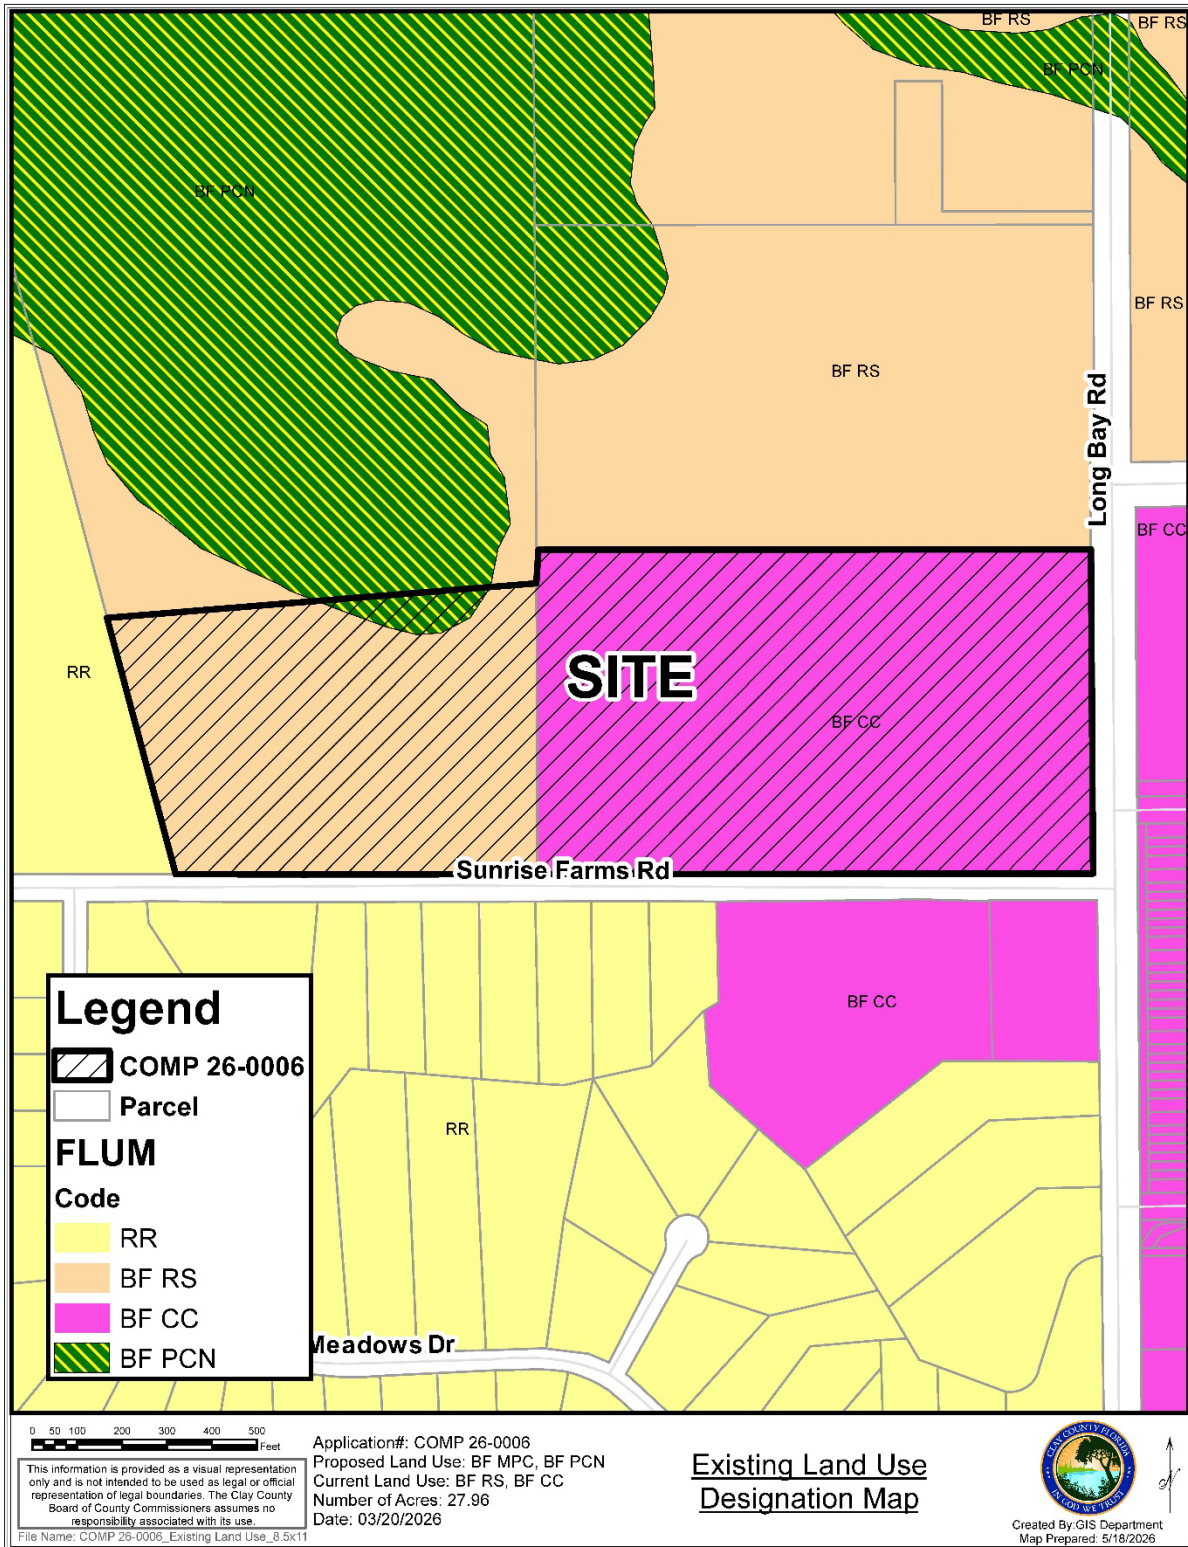 BF RS
BF RS
BF PCN
BF PCN
BF RS
BF RS
Long Bay Rd
BF CC
RR
SITE
BF CC
Sunrise Farms Rd
BF CC
RR
Meadows Dr
Legend
COMP 26-0006
Parcel
FLUM
Code
RR
BF RS
BF CC
BF PCN
0 50 100 200 300 400 500
Feet
This information is provided as a visual representation
only and is not intended to be used as legal or official
representation of legal boundaries. The Clay County
Board of County Commissioners assumes no
responsibility associated with its use.
File Name: COMP 26-0006_Existing Land Use_8.5x11
Application#: COMP 26-0006
Proposed Land Use: BF MPC, BF PCN
Current Land Use: BF RS, BF CC
Number of Acres: 27.96
Date: 03/20/2026
Existing Land Use
Designation Map
CLAY COUNTY FLORIDA
IN GOD WE TRUST
N
Created By:GIS Department
Map Prepared: 5/18/2026